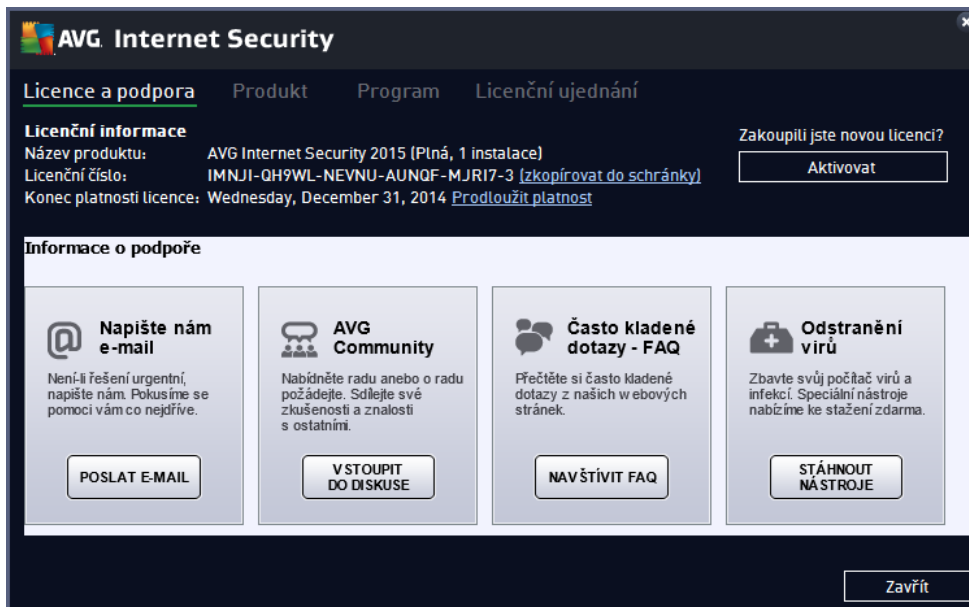 AVG Internet Security
Licence a podpora
Produkt
Program
Licenční ujednání
Licenční informace
Název produktu: AVG Internet Security 2015 (Plná, 1 instalace)
Licenční číslo: IMNJI-QH9WL-NEVNU-AUNQF-MJRI7-3 (zkopírovat do schránky)
Konec platnosti licence: Wednesday, December 31, 2014 Prodloužit platnost
Zakoupili jste novou licenci?
Aktivovat
Informace o podpoře
Napište nám
e-mail
Není-li řešení urgentní,
napište nám. Pokusíme se
pomoci vám co nejdříve.
POSLAT E-MAIL
AVG
Community
Nabídněte radu anebo o radu
požádejte. Sdílejte své
zkušenosti a znalosti
s ostatními.
VSTOUPIT
DO DISKUSE
Často kladené
dotazy - FAQ
Přečtěte si často kladené
dotazy z našich webových
stránek.
NAVŠTÍVIT FAQ
Odstranění
virů
Zbavte svůj počítač virů a
infekcí. Speciální nástroje
nabízíme ke stažení zdarma.
STÁHNOUT
NÁSTROJE
Zavřít